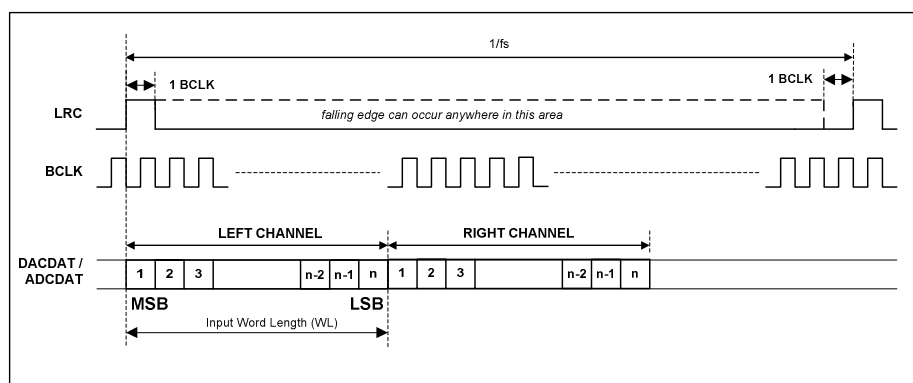 1/fs
1 BCLK
1 BCLK
LRC
falling edge can occur anywhere in this area
BCLK
LEFT CHANNEL
RIGHT CHANNEL
DACDAT /
ADCDAT
1 2 3 n-2 n-1 n 1 2 3 n-2 n-1 n
MSB
LSB
Input Word Length (WL)